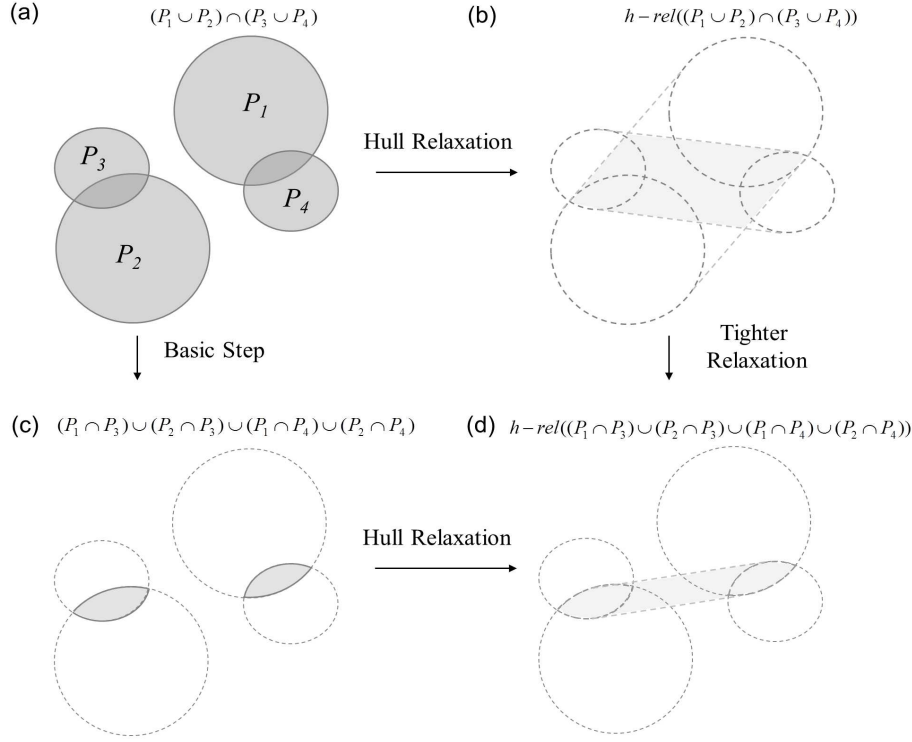 (a)
(P₁ ∪ P₂) ∩ (P₃ ∪ P₄)
(b)
h − rel((P₁ ∪ P₂) ∩ (P₃ ∪ P₄))
P₁
P₃
P₄
P₂
Hull Relaxation
Basic Step
Tighter
Relaxation
(c)
(P₁ ∩ P₃) ∪ (P₂ ∩ P₃) ∪ (P₁ ∩ P₄) ∪ (P₂ ∩ P₄)
(d)
h − rel((P₁ ∩ P₃) ∪ (P₂ ∩ P₃) ∪ (P₁ ∩ P₄) ∪ (P₂ ∩ P₄))
Hull Relaxation